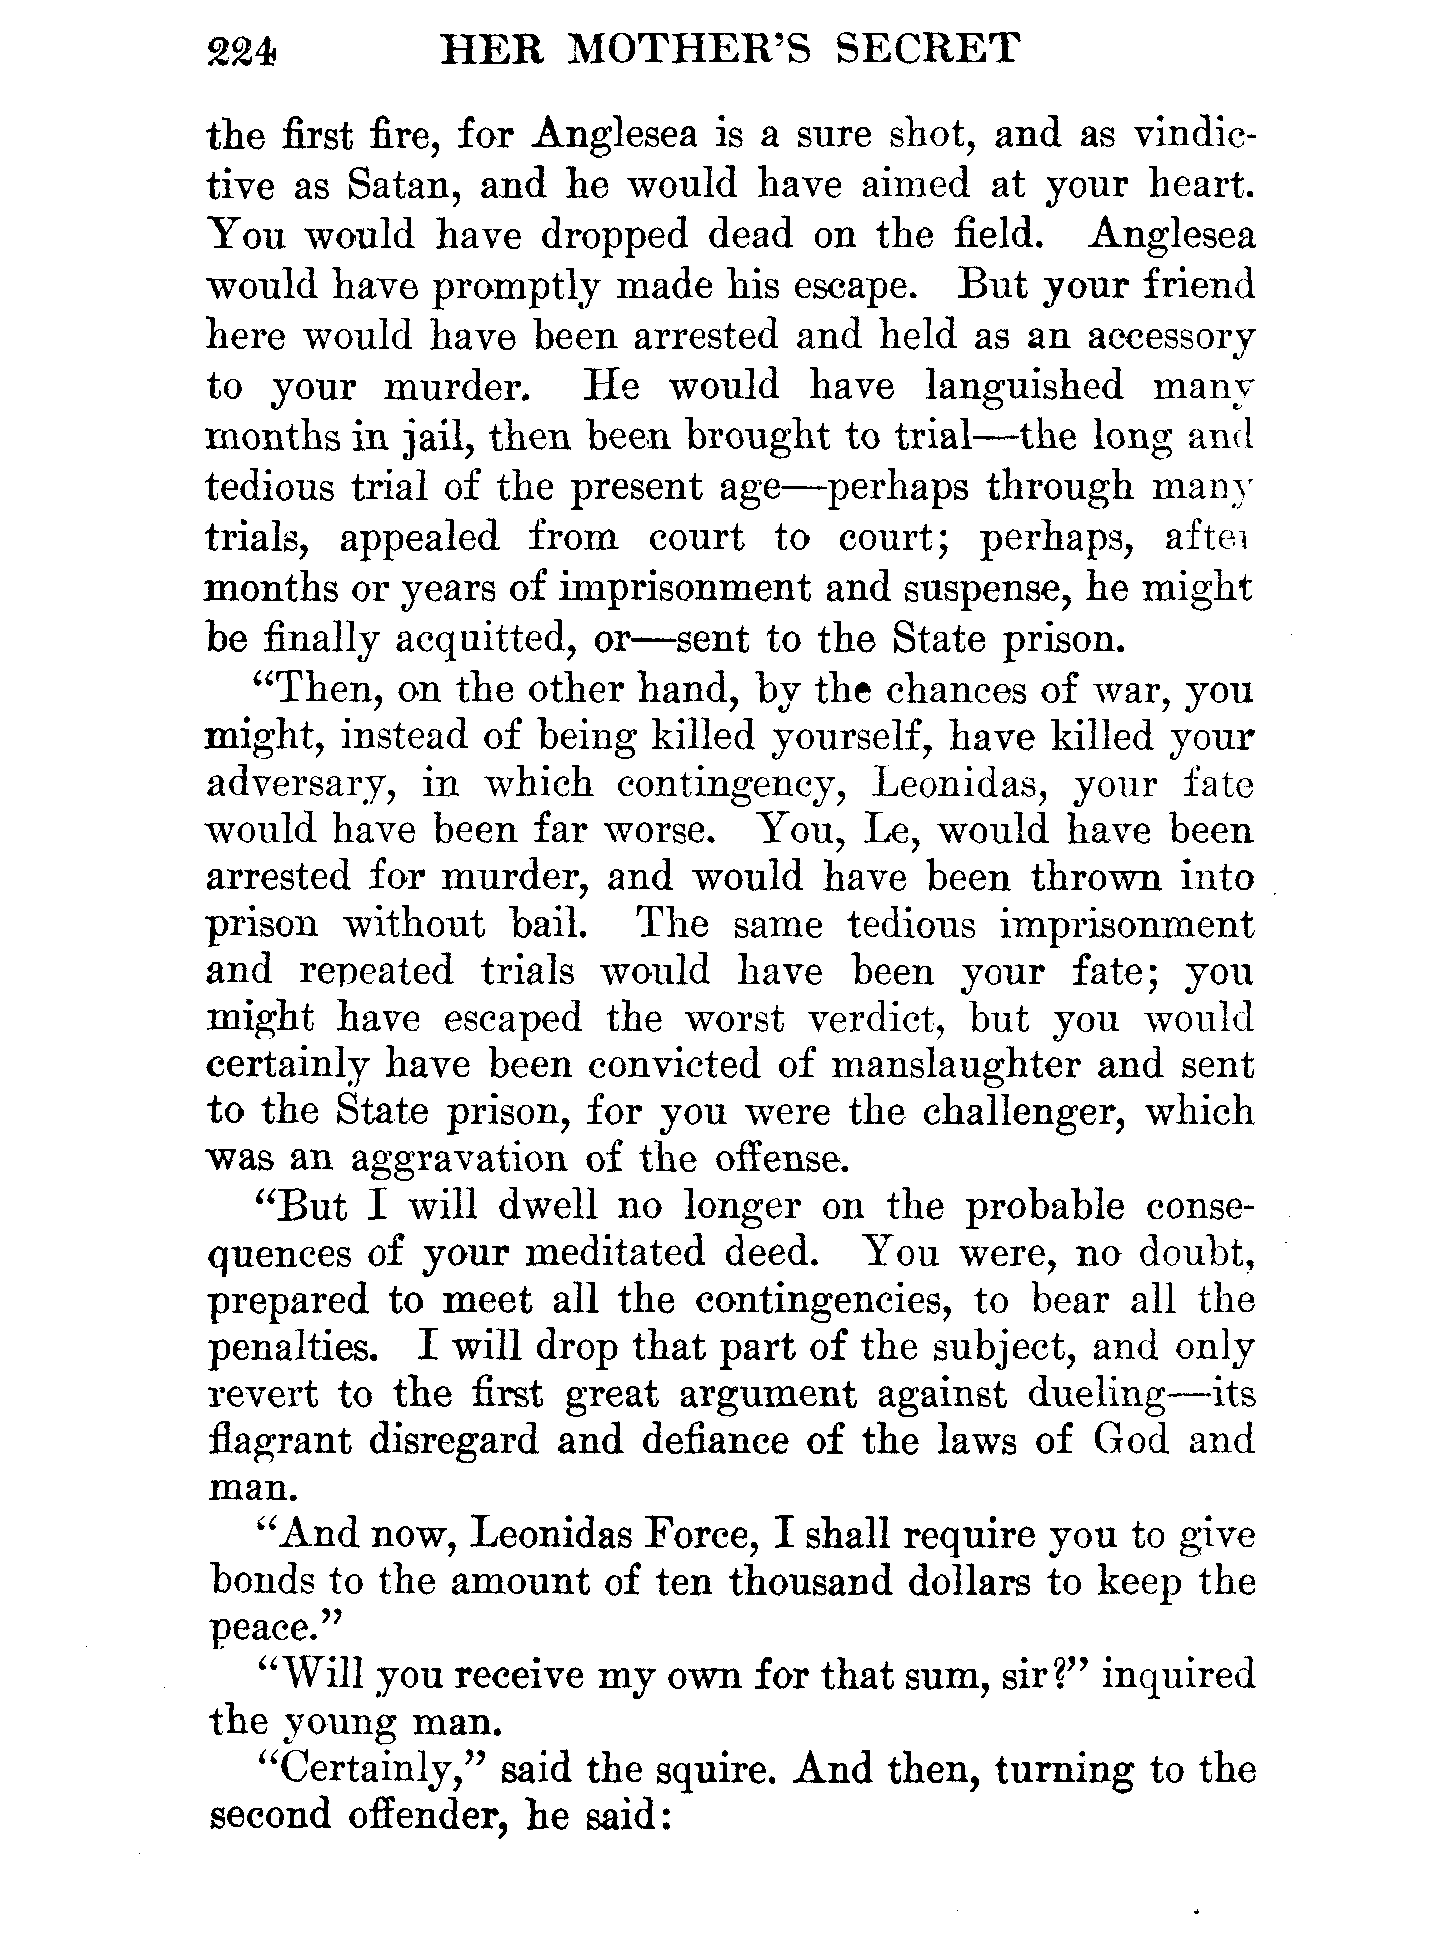 224 HER MOTHER'S SECRET
the first fire, for Anglesea is a sure shot, and as vindic-
tive as Satan, and he would have aimed at your heart.
You would have dropped dead on the field. Anglesea
would have promptly made his escape. But your friend
here would have been arrested and held as an accessory
to your murder. He would have languished many
months in jail, then been brought to trial—the long and
tedious trial of the present age—perhaps through many
trials, appealed from court to court; perhaps, after
months or years of imprisonment and suspense, he might
be finally acquitted, or—sent to the State prison.
"Then, on the other hand, by the chances of war, you
might, instead of being killed yourself, have killed your
adversary, in which contingency, Leonidas, your fate
would have been far worse. You, Le, would have been
arrested for murder, and would have been thrown into
prison without bail. The same tedious imprisonment
and repeated trials would have been your fate; you
might have escaped the worst verdict, but you would
certainly have been convicted of manslaughter and sent
to the State prison, for you were the challenger, which
was an aggravation of the offense.
"But I will dwell no longer on the probable conse-
quences of your meditated deed. You were, no doubt,
prepared to meet all the contingencies, to bear all the
penalties. I will drop that part of the subject, and only
revert to the first great argument against dueling—its
flagrant disregard and defiance of the laws of God and
man.
"And now, Leonidas Force, I shall require you to give
bonds to the amount of ten thousand dollars to keep the
peace."
"Will you receive my own for that sum, sir?" inquired
the young man.
"Certainly," said the squire. And then, turning to the
second offender, he said: